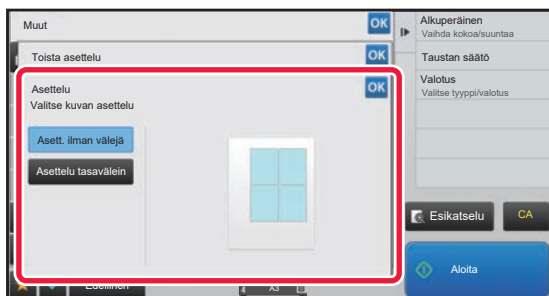 Muut
OK
Toista asettelu
OK
Asettelu
OK
Valitse kuvan asettelu
Asett. ilman välejä
Asettelu tasavälein
Edellinen
A3
Alkuperäinen
Vaihda kokoa/suuntaa
Taustan säätö
Valotus
Valitse tyyppi/valotus
Esikatselu
CA
Aloita